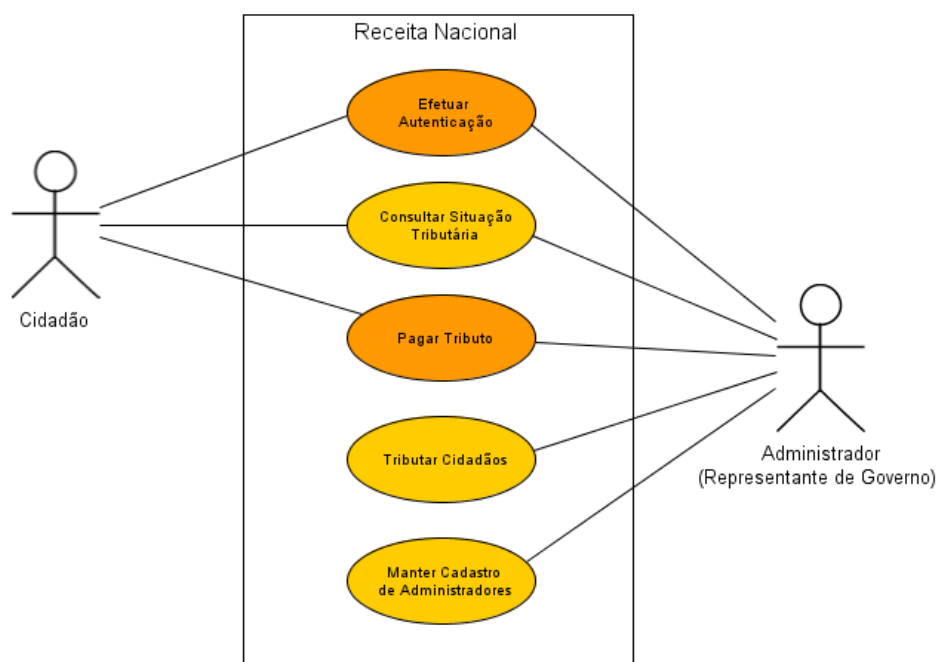 Receita Nacional
Efetuar
Autenticação
Consultar Situação
Tributária
Cidadão
Pagar Tributo
Tributar Cidadãos
Administrador
(Representante de Governo)
Manter Cadastro
de Administradores